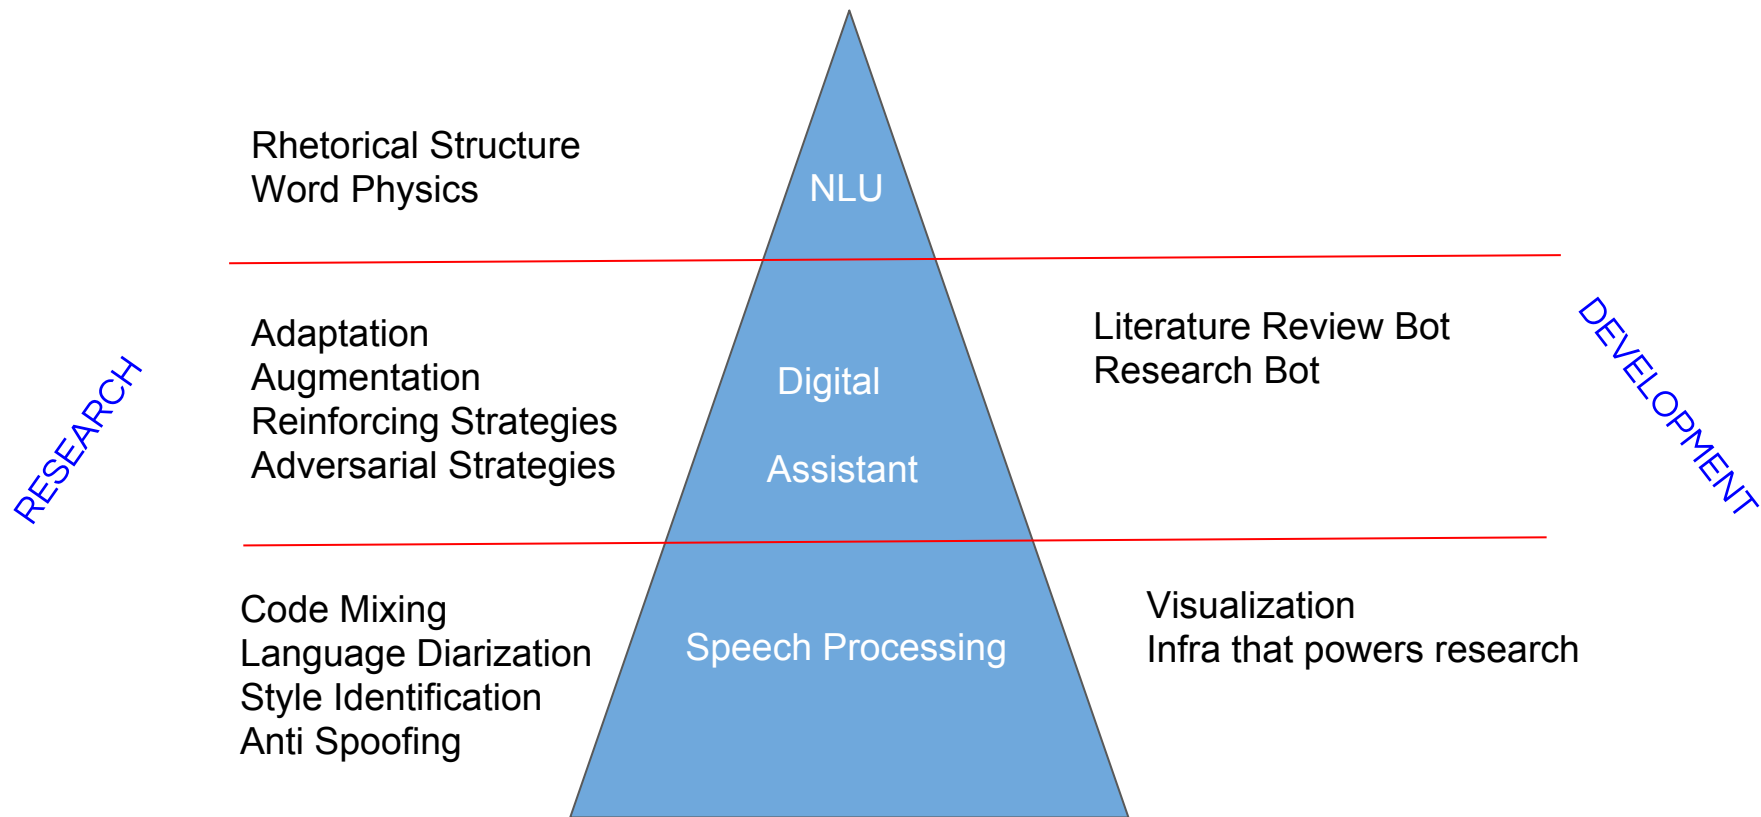 Rhetorical Structure
Word Physics
NLU
RESEARCH
Adaptation
Augmentation
Reinforcing Strategies
Adversarial Strategies
Digital
Assistant
Literature Review Bot
Research Bot
DEVELOPMENT
Code Mixing
Language Diarization
Style Identification
Anti Spoofing
Speech Processing
Visualization
Infra that powers research